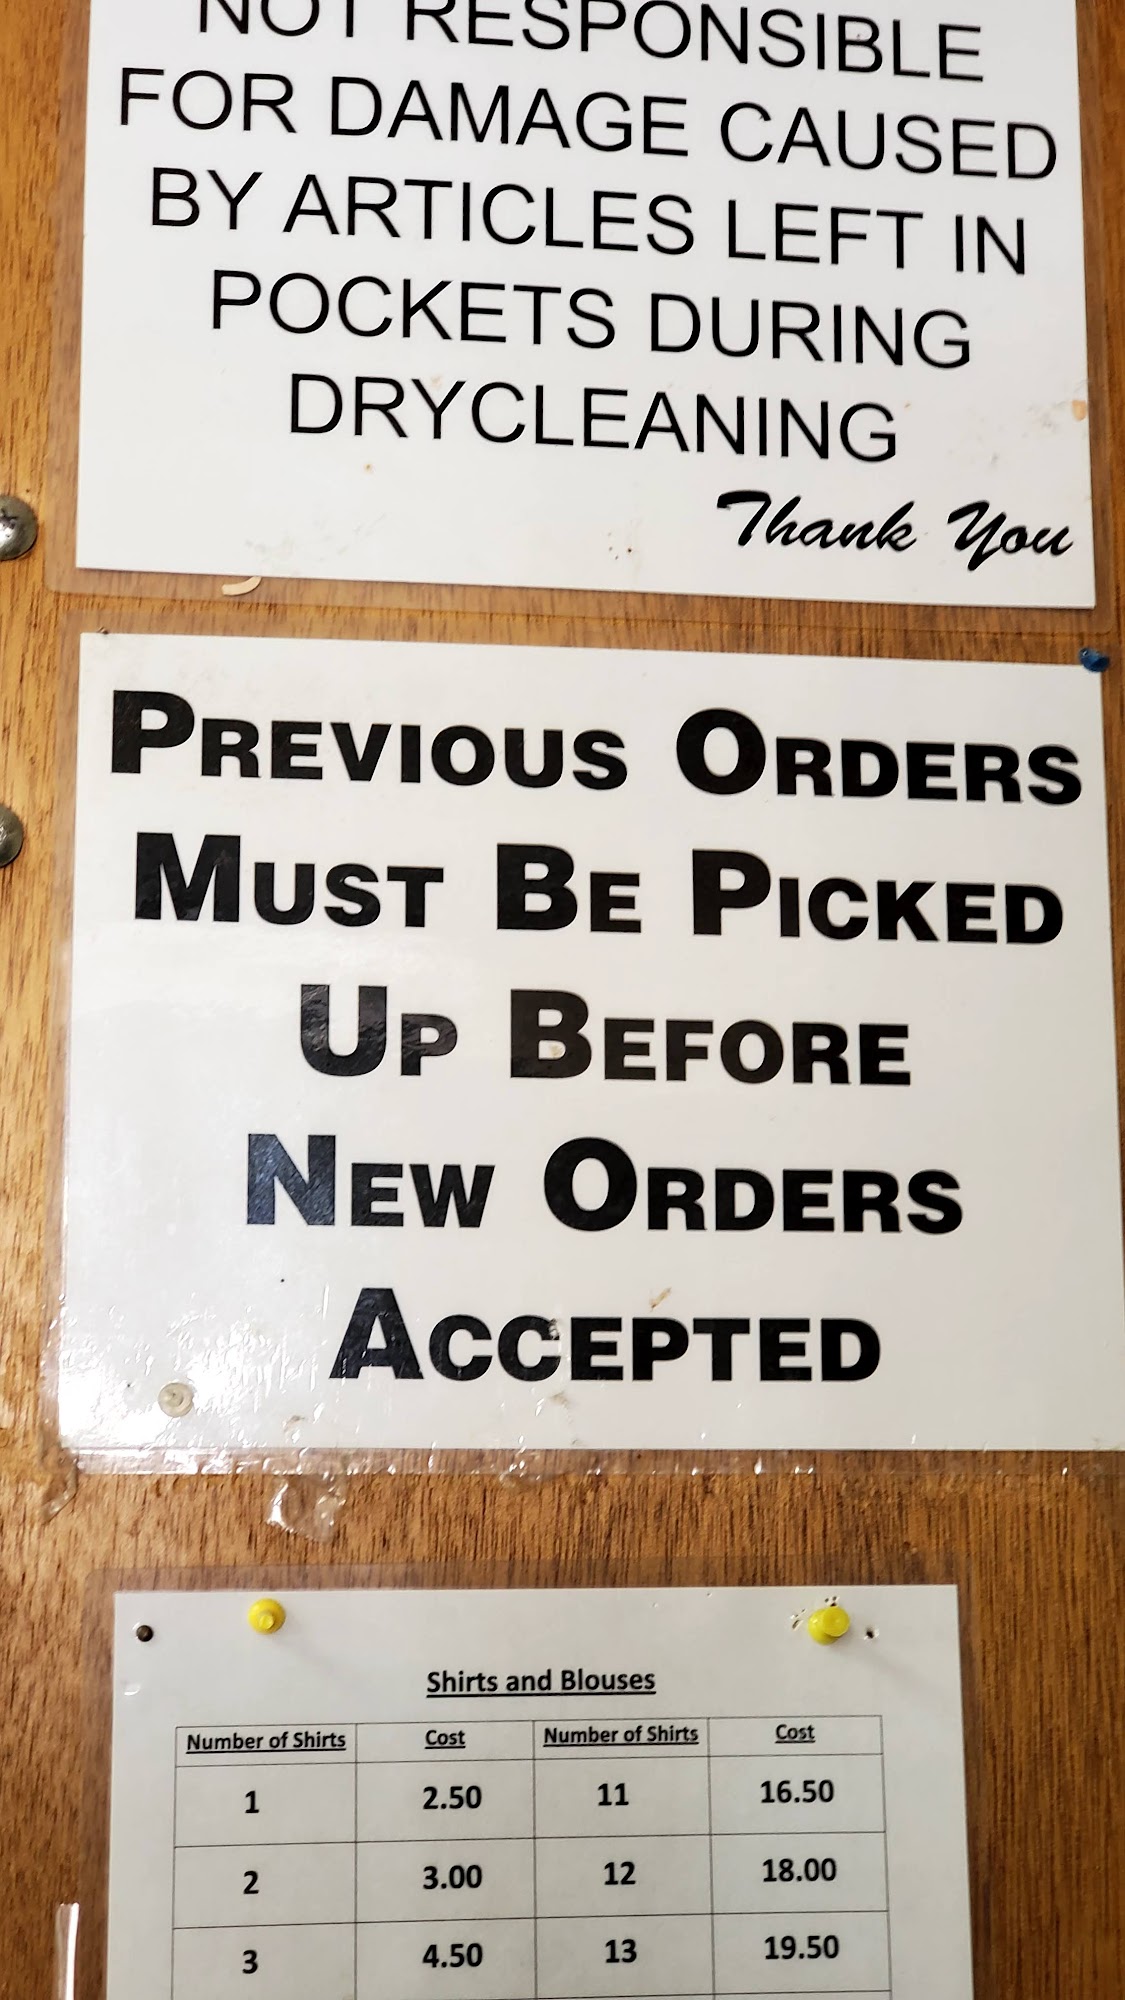 NOT RESPONSIBLE
FOR DAMAGE CAUSED
BY ARTICLES LEFT IN
POCKETS DURING
DRYCLEANING
Thank You
PREVIOUS ORDERS
MUST BE PICKED
UP BEFORE
NEW ORDERS
ACCEPTED
Shirts and Blouses
Number of Shirts Cost Number of Shirts Cost
1 2.50 11 16.50
2 3.00 12 18.00
3 4.50 13 19.50